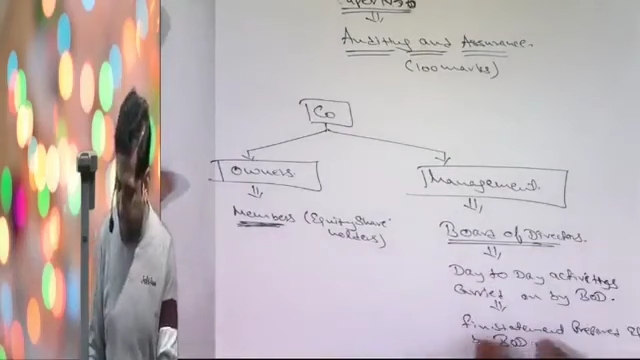 Auditing and Assurance.
(100 marks)
Co
Owners
Management
Members (Equity Share
holders)
Board of Directors.
Day to Day activities
Carried on by BOD.
Fin. statement Prepared
by BOD